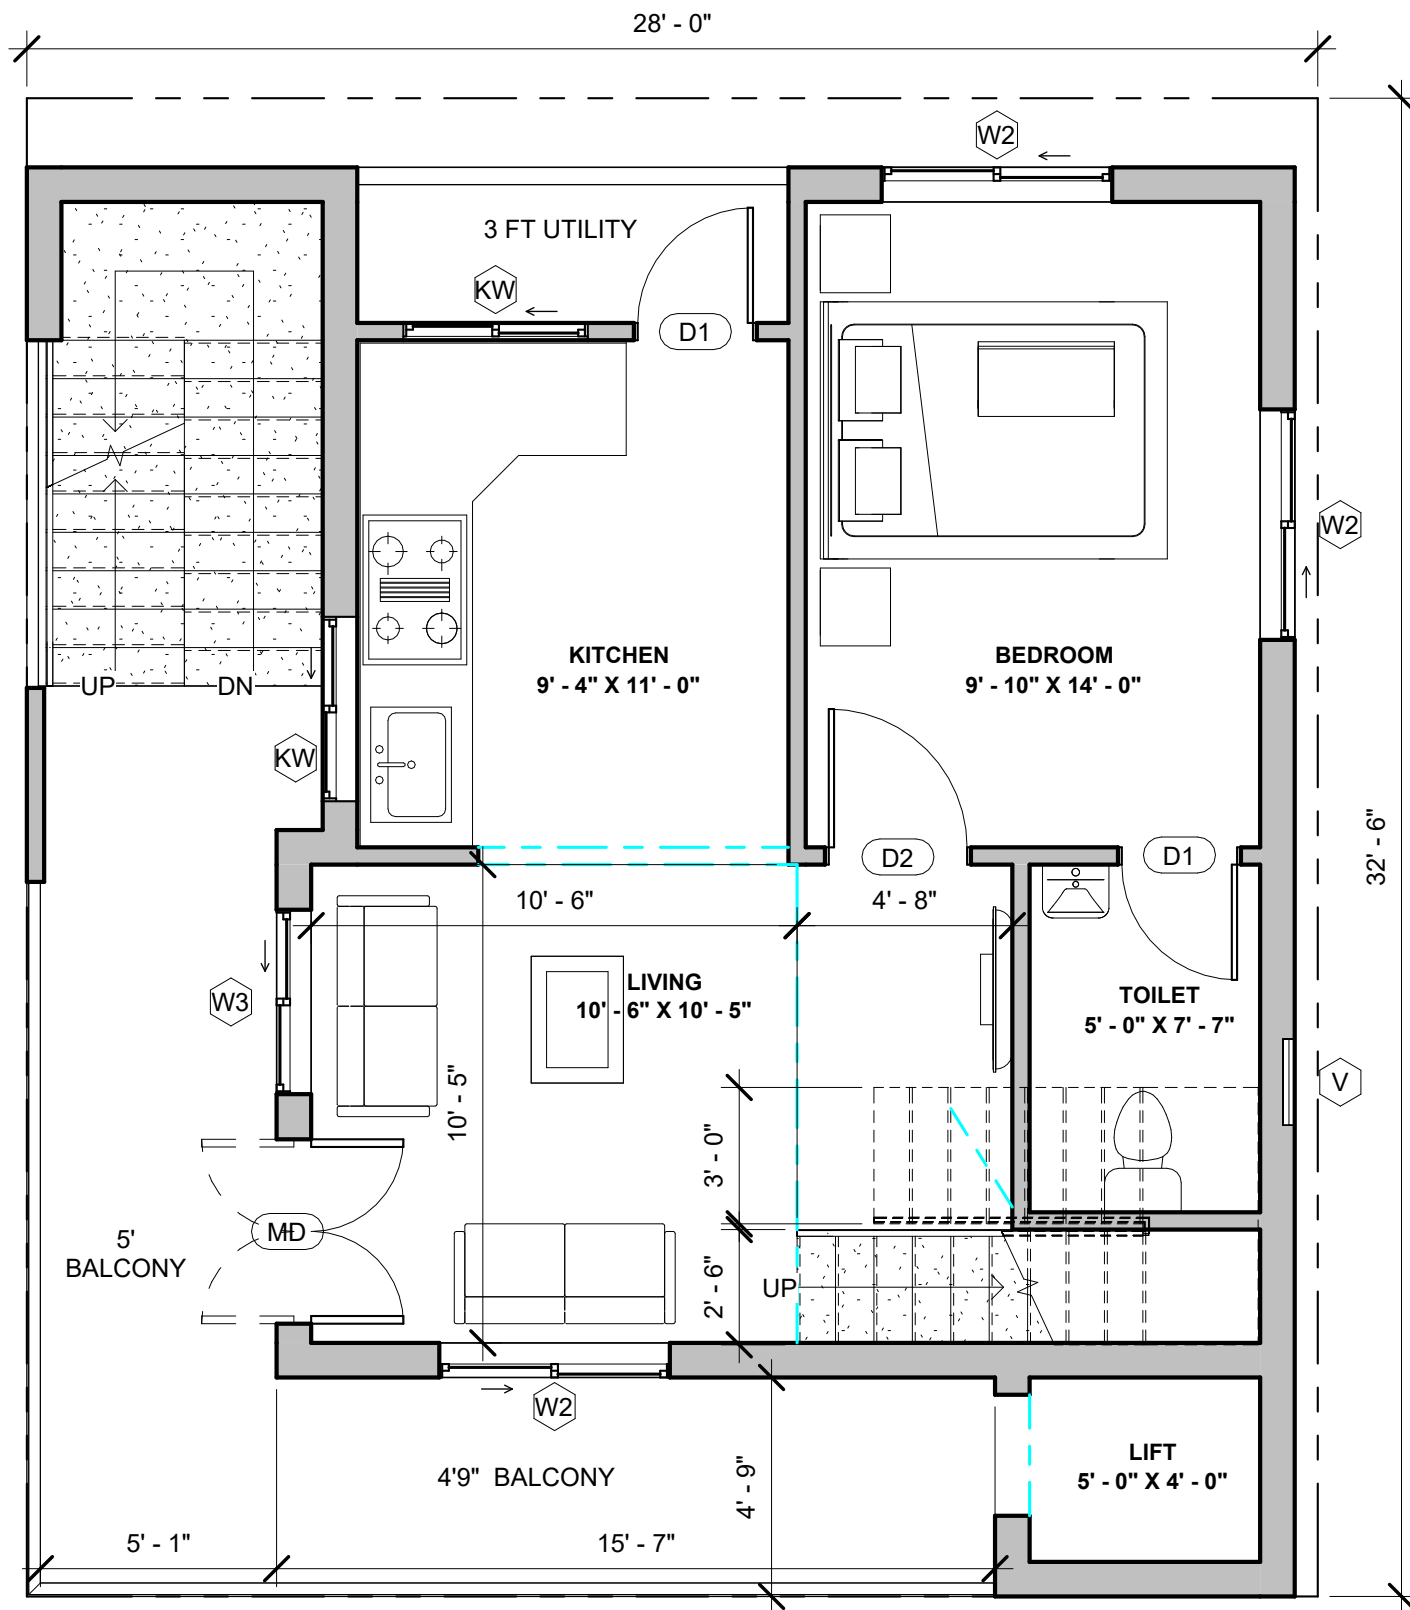 28' - 0"
W2
3 FT UTILITY
KW
D1
W2
KITCHEN
9' - 4" X 11' - 0"
BEDROOM
9' - 10" X 14' - 0"
UP
DN
KW
32' - 6"
D2
D1
10' - 6"
4' - 8"
W3
LIVING
10' - 6" X 10' - 5"
TOILET
5' - 0" X 7' - 7"
10' - 5"
V
3' - 0"
MD
5'
BALCONY
2' - 6"
UP
W2
4'9" BALCONY
4' - 9"
LIFT
5' - 0" X 4' - 0"
5' - 1"
15' - 7"